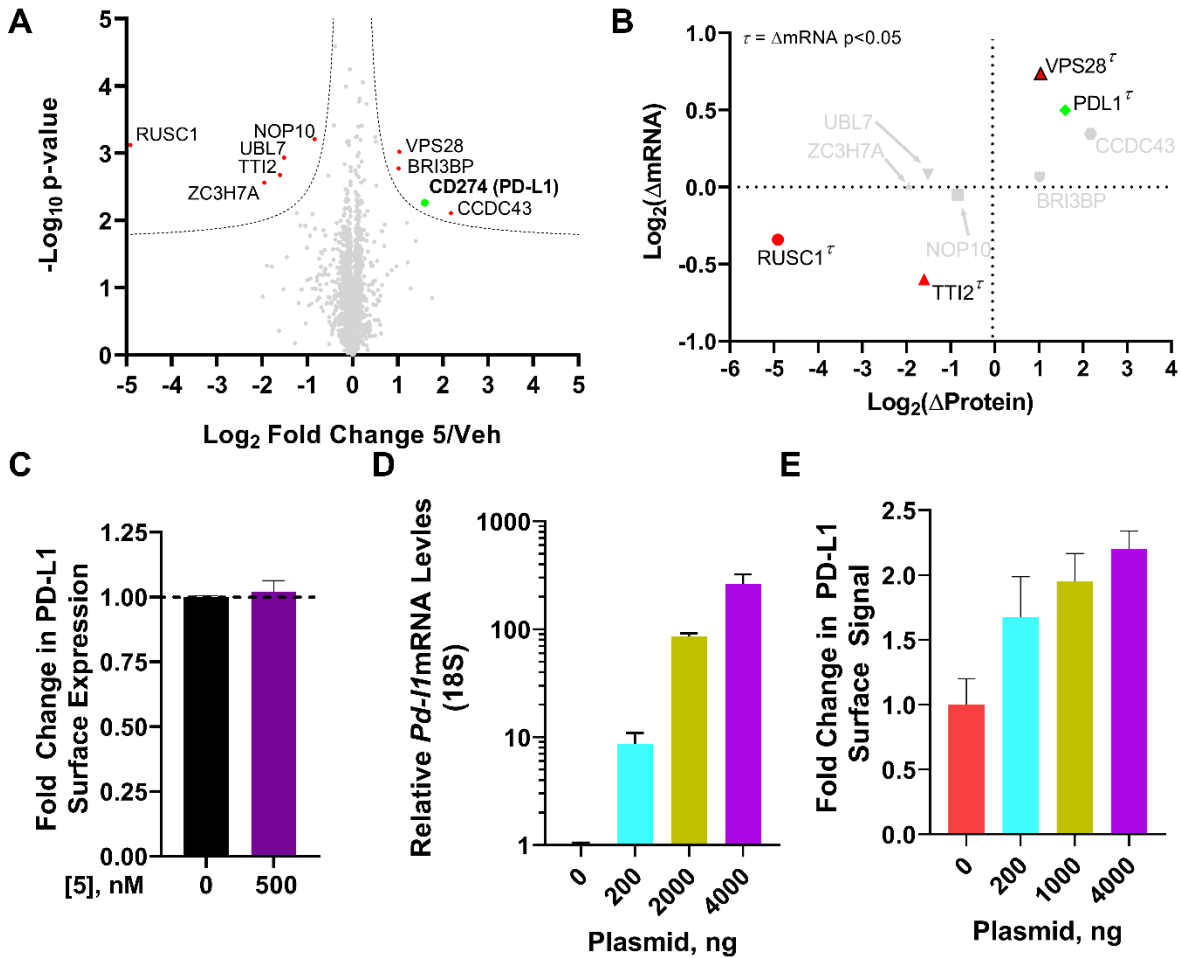 A
5
4
3
2
1
0
-Log10 p-value
RUSC1
NOP10
UBL7
TTI2
ZC3H7A
VPS28
BRI3BP
CD274 (PD-L1)
CCDC43
-5 -4 -3 -2 -1 0 1 2 3 4 5
Log2 Fold Change 5/Veh
B
τ = ΔmRNA p<0.05
1.0
0.5
0.0
-0.5
-1.0
Log2(ΔmRNA)
VPS28τ
PDL1τ
UBL7
ZC3H7A
CCDC43
BRI3BP
NOP10
RUSC1τ
TTI2τ
-6 -5 -4 -3 -2 -1 0 1 2 3 4
Log2(ΔProtein)
C
Fold Change in PD-L1
Surface Expression
1.25
1.00
0.75
0.50
0.25
0.00
[5], nM 0 500
D
Relative Pd-l1mRNA Levles
(18S)
1000
100
10
1
0 200 2000 4000
Plasmid, ng
E
Fold Change in PD-L1
Surface Signal
2.5
2.0
1.5
1.0
0.5
0.0
0 200 1000 4000
Plasmid, ng